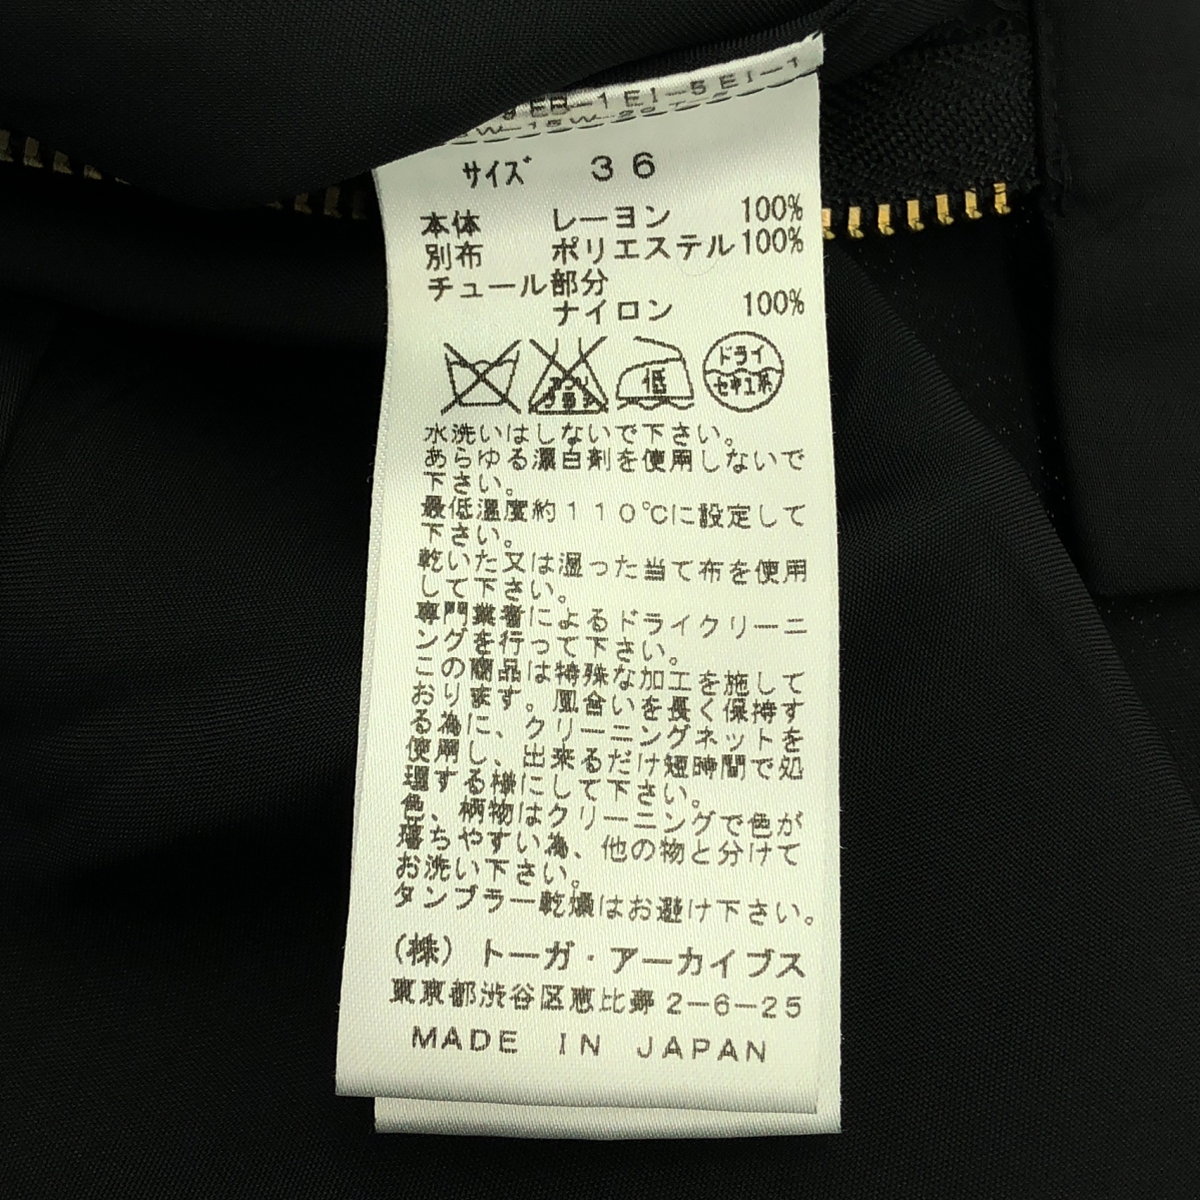 サイズ 36
本体 レーヨン 100%
別布 ポリエステル 100%
チュール部分
ナイロン 100%
エンソ
サラシ
低
ドライ
セキユ系
水洗いはしないで下さい。
あらゆる漂白剤を使用しないで
下さい。
最低温度約110℃に設定して
下さい。
乾いた又は湿った当て布を使用
して下さい。
専門業者によるドライクリーニ
ングを行って下さい。
この商品は特殊な加工を施して
おります。風合いを長く保持す
る為に、クリーニングネットを
使用し、出来るだけ短時間で処
理する様にして下さい。
色、柄物はクリーニングで色が
落ちやすい為、他の物と分けて
お洗い下さい。
タンブラー乾燥はお避け下さい。
(株)トーガ・アーカイブス
東京都渋谷区恵比寿2-6-25
MADE IN JAPAN